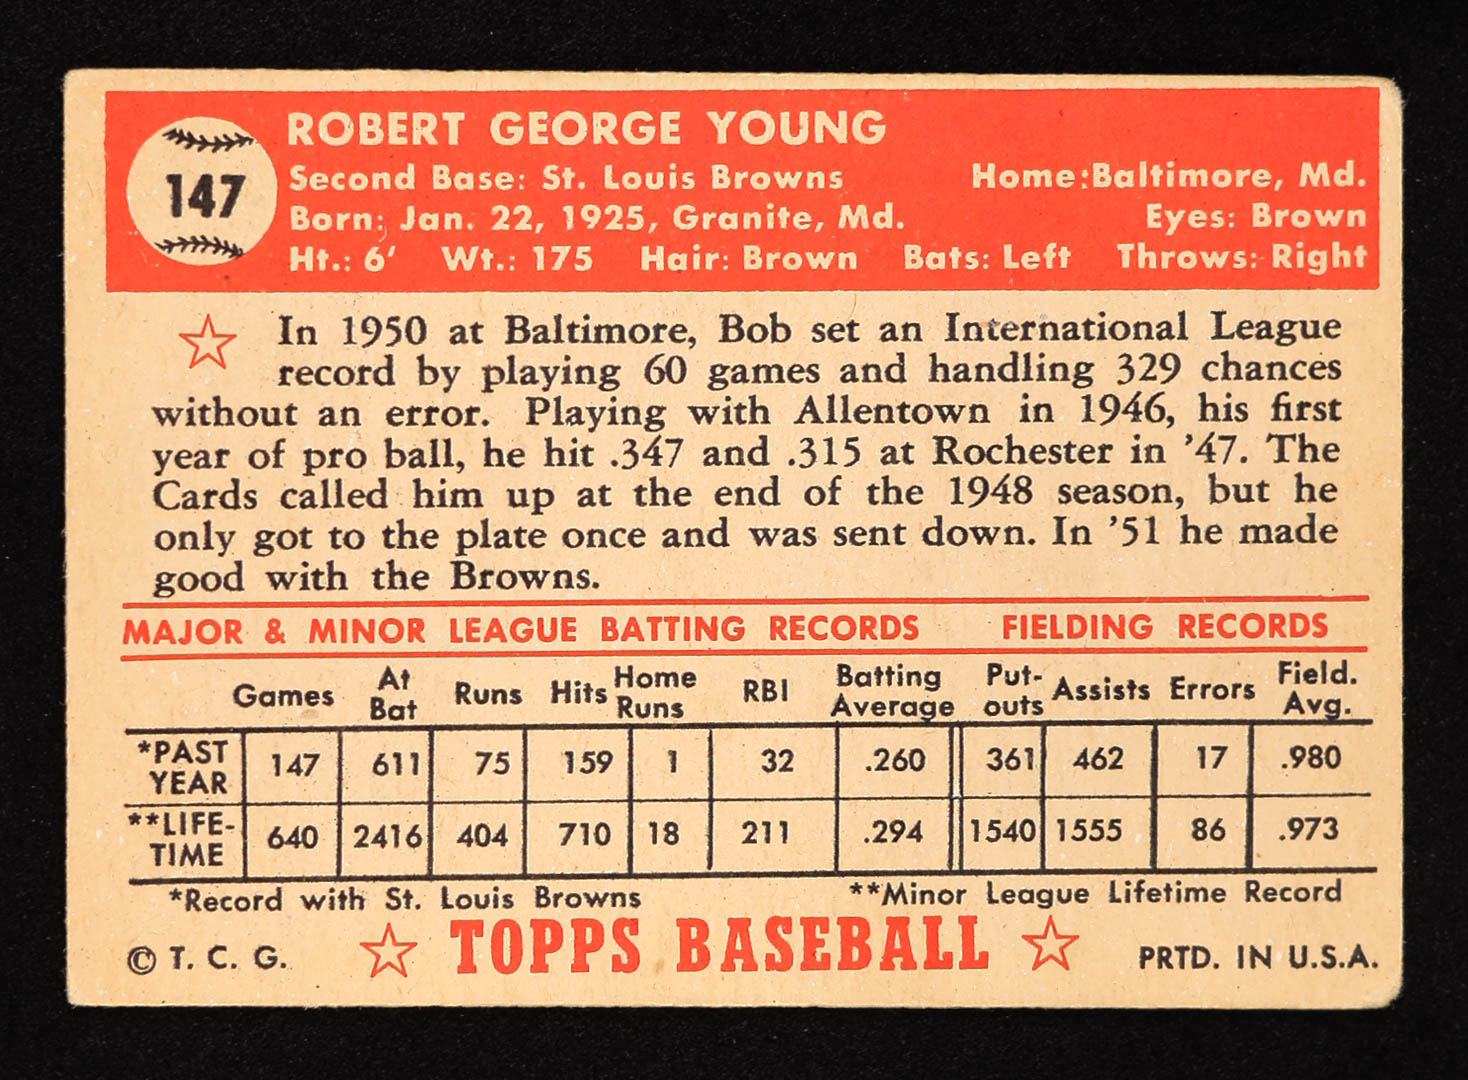 147
ROBERT GEORGE YOUNG
Second Base: St. Louis Browns Home: Baltimore, Md.
Born: Jan. 22, 1925, Granite, Md. Eyes: Brown
Ht.: 6' Wt.: 175 Hair: Brown Bats: Left Throws: Right
In 1950 at Baltimore, Bob set an International League
record by playing 60 games and handling 329 chances
without an error. Playing with Allentown in 1946, his first
year of pro ball, he hit .347 and .315 at Rochester in '47. The
Cards called him up at the end of the 1948 season, but he
only got to the plate once and was sent down. In '51 he made
good with the Browns.
MAJOR & MINOR LEAGUE BATTING RECORDS FIELDING RECORDS
Games At Bat Runs Hits Home Runs RBI Batting Average Put-outs Assists Errors Field. Avg.
*PAST YEAR 147 611 75 159 1 32 .260 361 462 17 .980
**LIFE-TIME 640 2416 404 710 18 211 .294 1540 1555 86 .973
*Record with St. Louis Browns **Minor League Lifetime Record
© T. C. G. TOPPS BASEBALL PRTD. IN U.S.A.